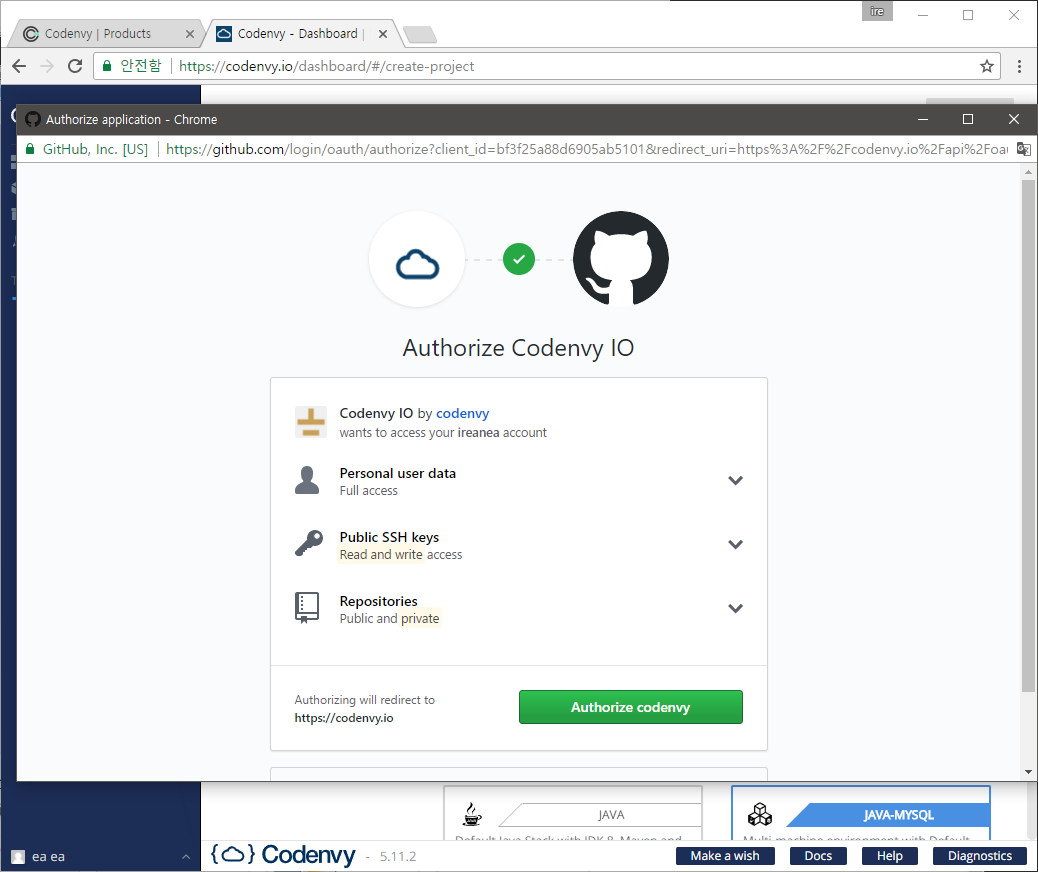 ire
Codenvy | Products
Codenvy - Dashboard |
안전함
https://codenvy.io/dashboard/#/create-project
Authorize application - Chrome
GitHub, Inc. [US]
https://github.com/login/oauth/authorize?client_id=bf3f25a88d6905ab5101&redirect_uri=https%3A%2F%2Fcodenvy.io%2Fapi%2Foau
Authorize Codenvy IO
Codenvy IO by codenvy
wants to access your ireanea account
Personal user data
Full access
Public SSH keys
Read and write access
Repositories
Public and private
Authorizing will redirect to
https://codenvy.io
Authorize codenvy
JAVA
JAVA-MYSQL
Default Java Stack with JDK 8, Maven and
Multi-machine environment with Default
ea ea
{ } Codenvy - 5.11.2
Make a wish
Docs
Help
Diagnostics